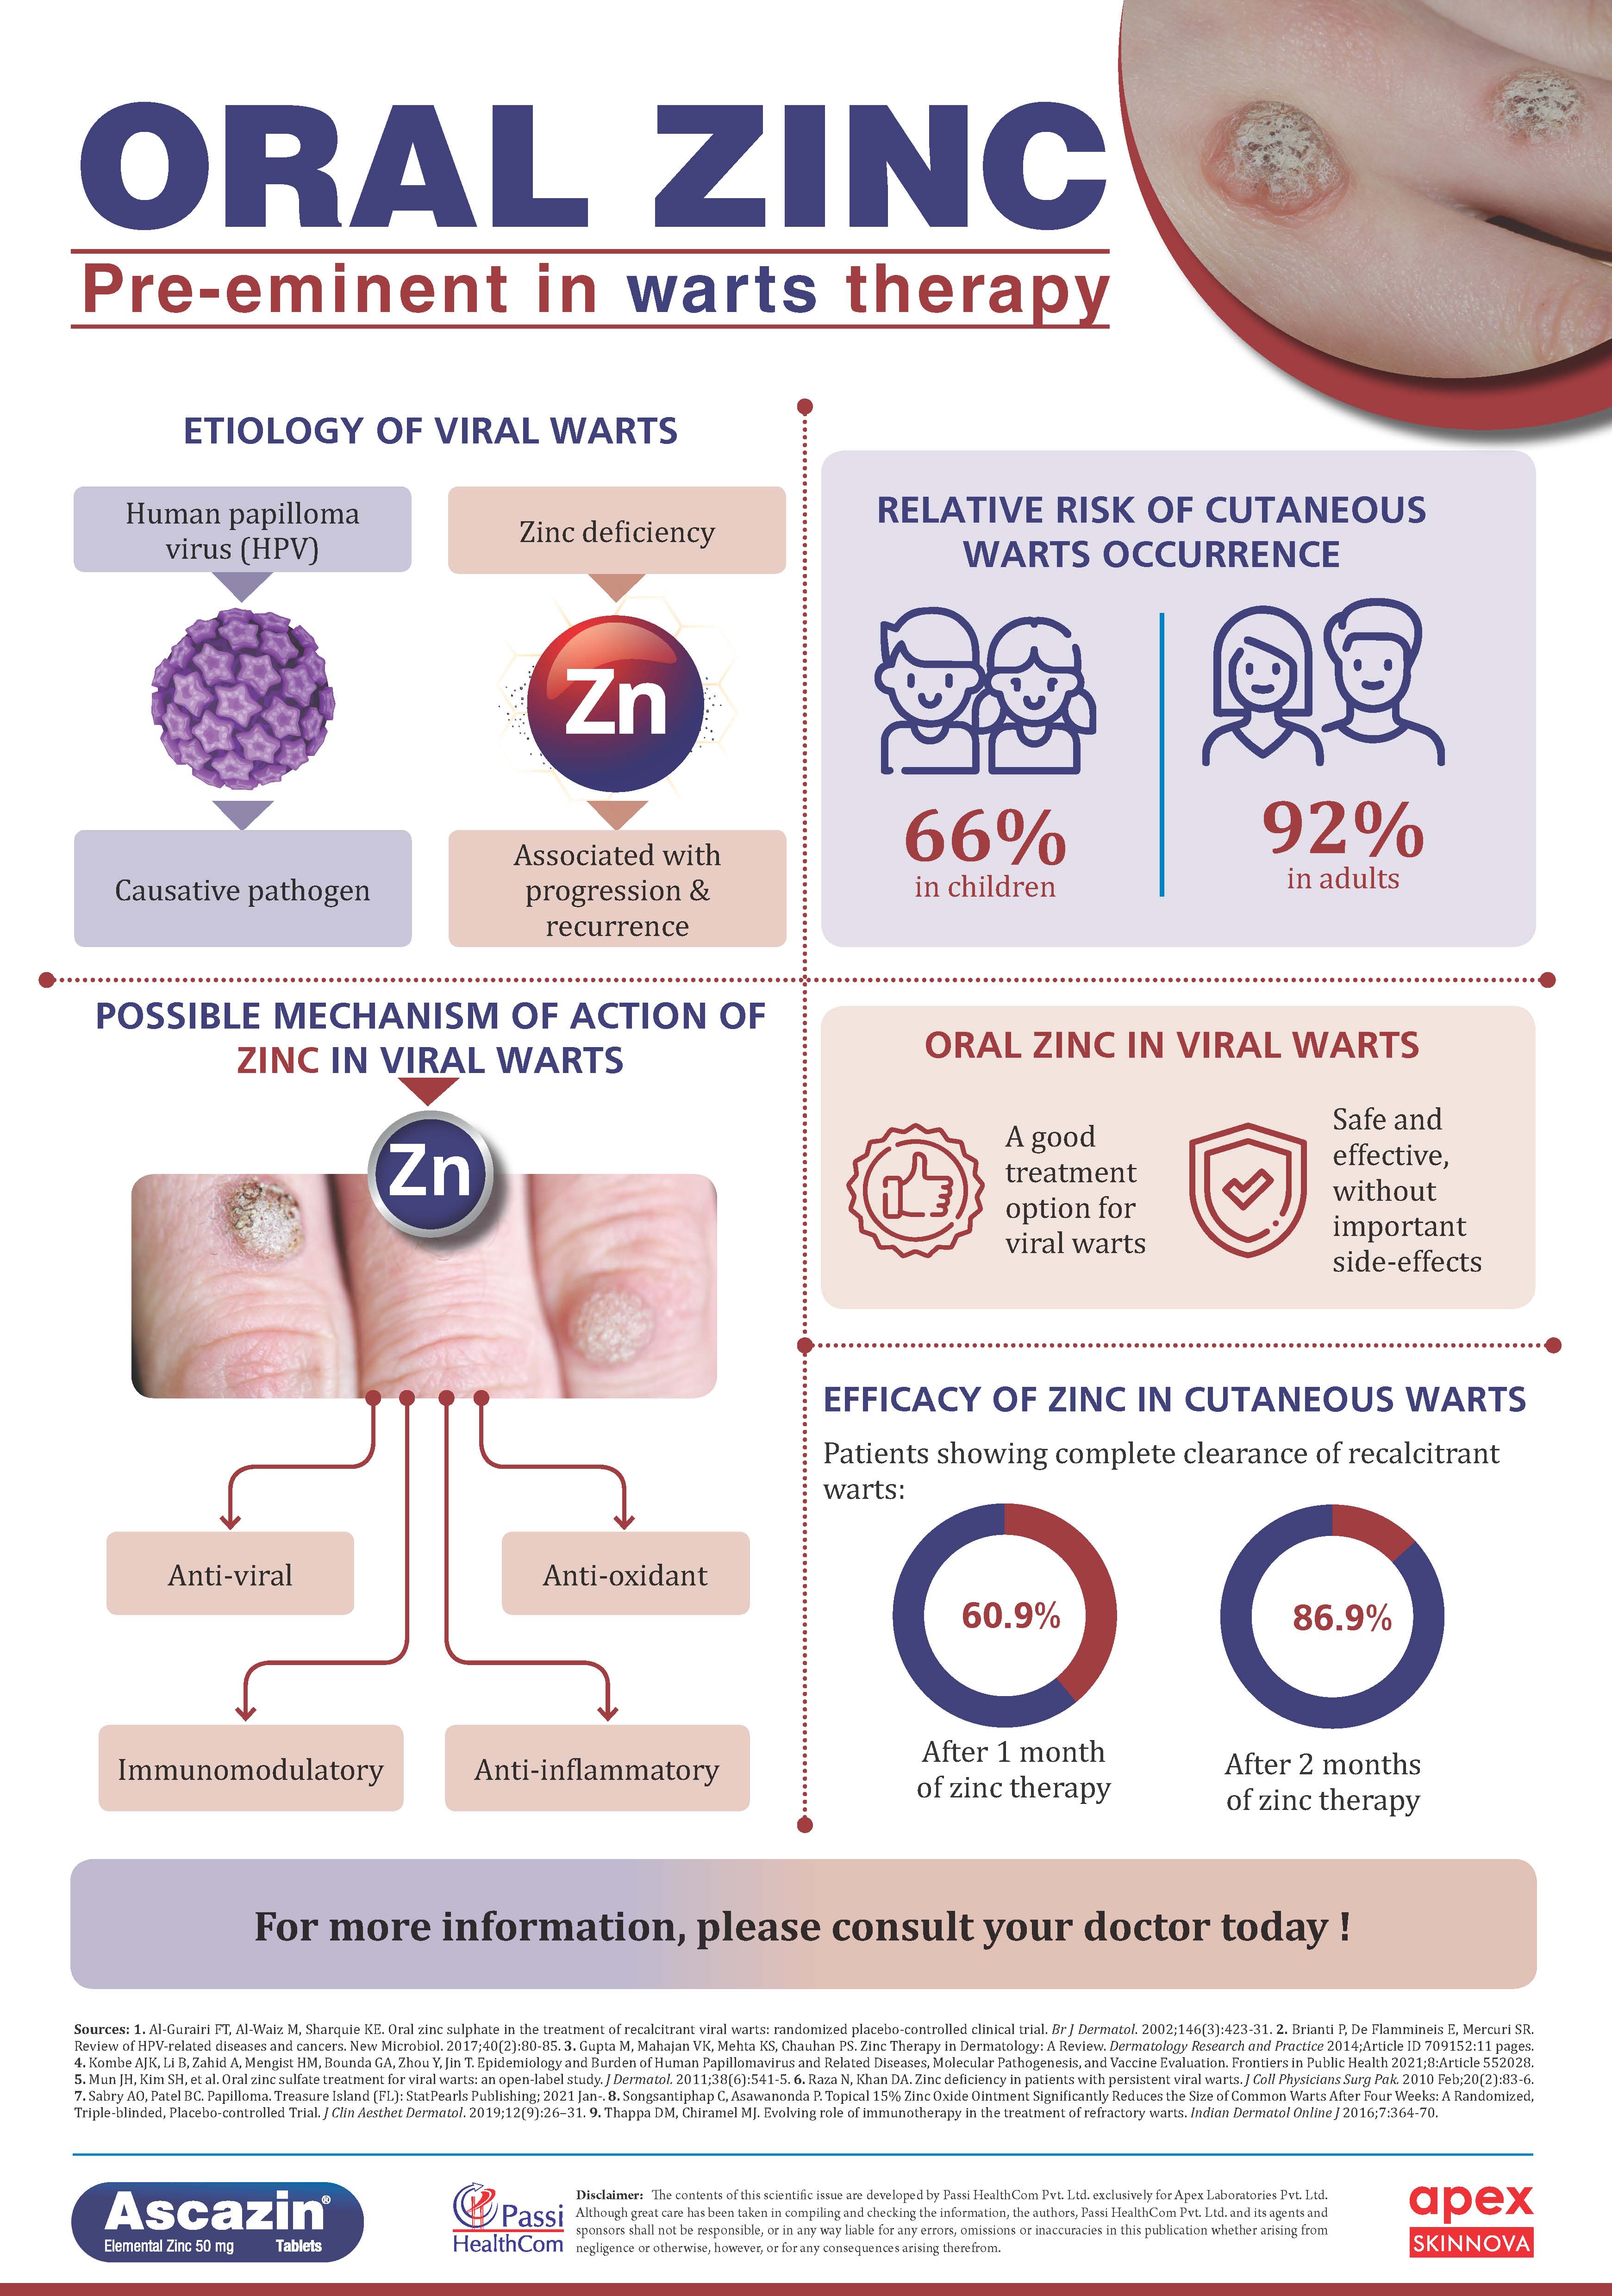 ORAL ZINC
Pre-eminent in warts therapy
ETIOLOGY OF VIRAL WARTS
Human papilloma
virus (HPV)
Zinc deficiency
Zn
Causative pathogen
Associated with
progression &
recurrence
RELATIVE RISK OF CUTANEOUS
WARTS OCCURRENCE
66%
in children
92%
in adults
POSSIBLE MECHANISM OF ACTION OF
ZINC IN VIRAL WARTS
Zn
Anti-viral
Anti-oxidant
Immunomodulatory
Anti-inflammatory
ORAL ZINC IN VIRAL WARTS
A good
treatment
option for
viral warts
Safe and
effective,
without
important
side-effects
EFFICACY OF ZINC IN CUTANEOUS WARTS
Patients showing complete clearance of recalcitrant
warts:
60.9%
After 1 month
of zinc therapy
86.9%
After 2 months
of zinc therapy
For more information, please consult your doctor today !
Sources: 1. Al-Gurairi FT, Al-Waiz M, Sharquie KE. Oral zinc sulphate in the treatment of recalcitrant viral warts: randomized placebo-controlled clinical trial. Br J Dermatol. 2002;146(3):423-31. 2. Brianti P, De Flammineis E, Mercuri SR.
Review of HPV-related diseases and cancers. New Microbiol. 2017;40(2):80-85. 3. Gupta M, Mahajan VK, Mehta KS, Chauhan PS. Zinc Therapy in Dermatology: A Review. Dermatology Research and Practice 2014;Article ID 709152:11 pages.
4. Kombe AJK, Li B, Zahid A, Mengist HM, Bounda GA, Zhou Y, Jin T. Epidemiology and Burden of Human Papillomavirus and Related Diseases, Molecular Pathogenesis, and Vaccine Evaluation. Frontiers in Public Health 2021;8:Article 552028.
5. Mun JH, Kim SH, et al. Oral zinc sulfate treatment for viral warts: an open-label study. J Dermatol. 2011;38(6):541-5. 6. Raza N, Khan DA. Zinc deficiency in patients with persistent viral warts. J Coll Physicians Surg Pak. 2010 Feb;20(2):83-6.
7. Sabry AO, Patel BC. Papilloma. Treasure Island (FL): StatPearls Publishing; 2021 Jan-. 8. Songsantiphap C, Asawanonda P. Topical 15% Zinc Oxide Ointment Significantly Reduces the Size of Common Warts After Four Weeks: A Randomized,
Triple-blinded, Placebo-controlled Trial. J Clin Aesthet Dermatol. 2019;12(9):26–31. 9. Thappa DM, Chiramel MJ. Evolving role of immunotherapy in the treatment of refractory warts. Indian Dermatol Online J 2016;7:364-70.
Ascazin®
Elemental Zinc 50 mg Tablets
Passi
HealthCom
Disclaimer: The contents of this scientific issue are developed by Passi HealthCom Pvt. Ltd. exclusively for Apex Laboratories Pvt. Ltd.
Although great care has been taken in compiling and checking the information, the authors, Passi HealthCom Pvt. Ltd. and its agents and
sponsors shall not be responsible, or in any way liable for any errors, omissions or inaccuracies in this publication whether arising from
negligence or otherwise, however, or for any consequences arising therefrom.
apex
SKINNOVA